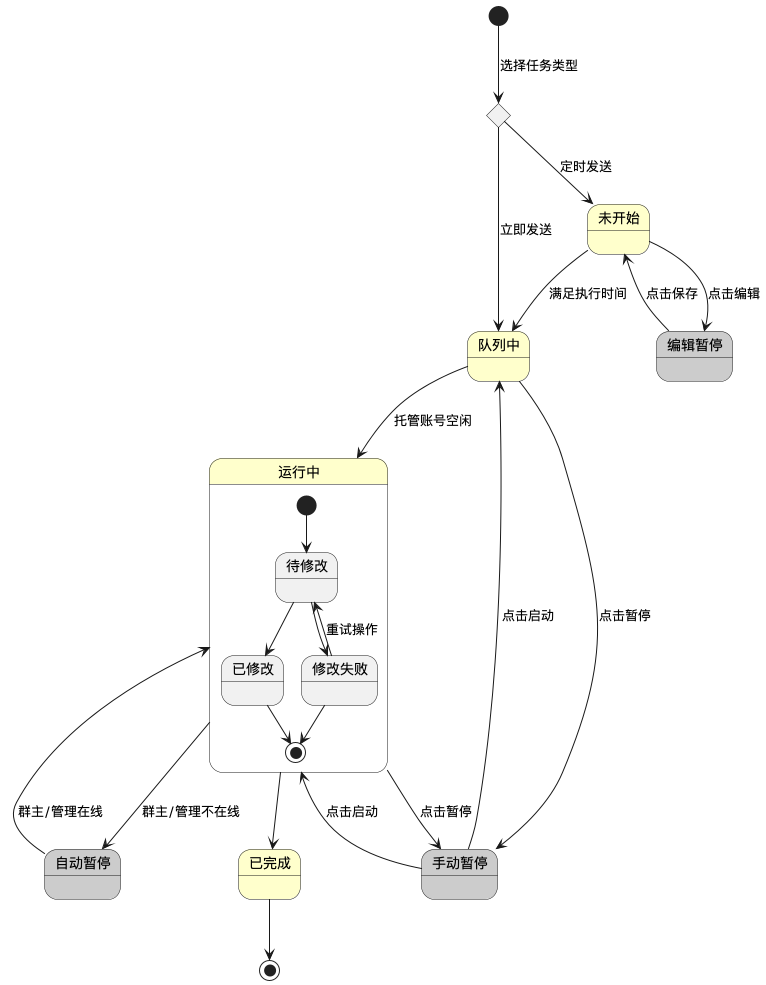 选择任务类型
定时发送
未开始
立即发送
满足执行时间
点击保存
点击编辑
队列中
编辑暂停
托管账号空闲
运行中
待修改
点击启动
点击暂停
重试操作
已修改
修改失败
群主/管理在线
群主/管理不在线
点击启动
点击暂停
自动暂停
已完成
手动暂停